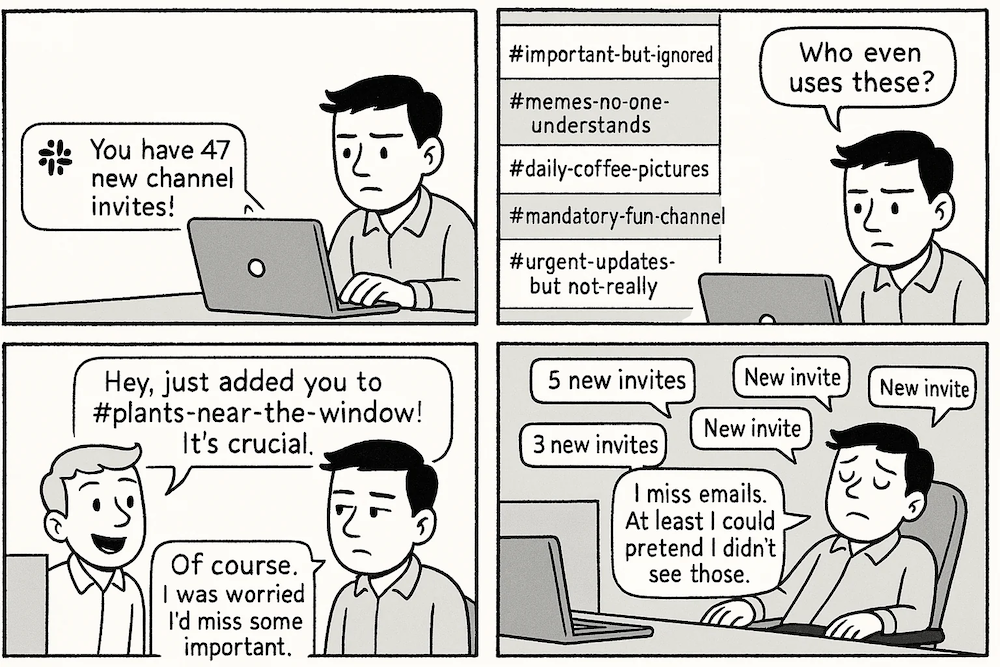 You have 47
new channel
invites!
#important-but-ignored
#memes-no-one-
understands
#daily-coffee-pictures
#mandatory-fun-channel
#urgent-updates-
but not-really
Who even
uses these?
Hey, just added you to
#plants-near-the-window!
It's crucial.
Of course.
I was worried
I'd miss some
important.
5 new invites
New invite
New invite
3 new invites
New invite
I miss emails.
At least I could
pretend I didn't
see those.